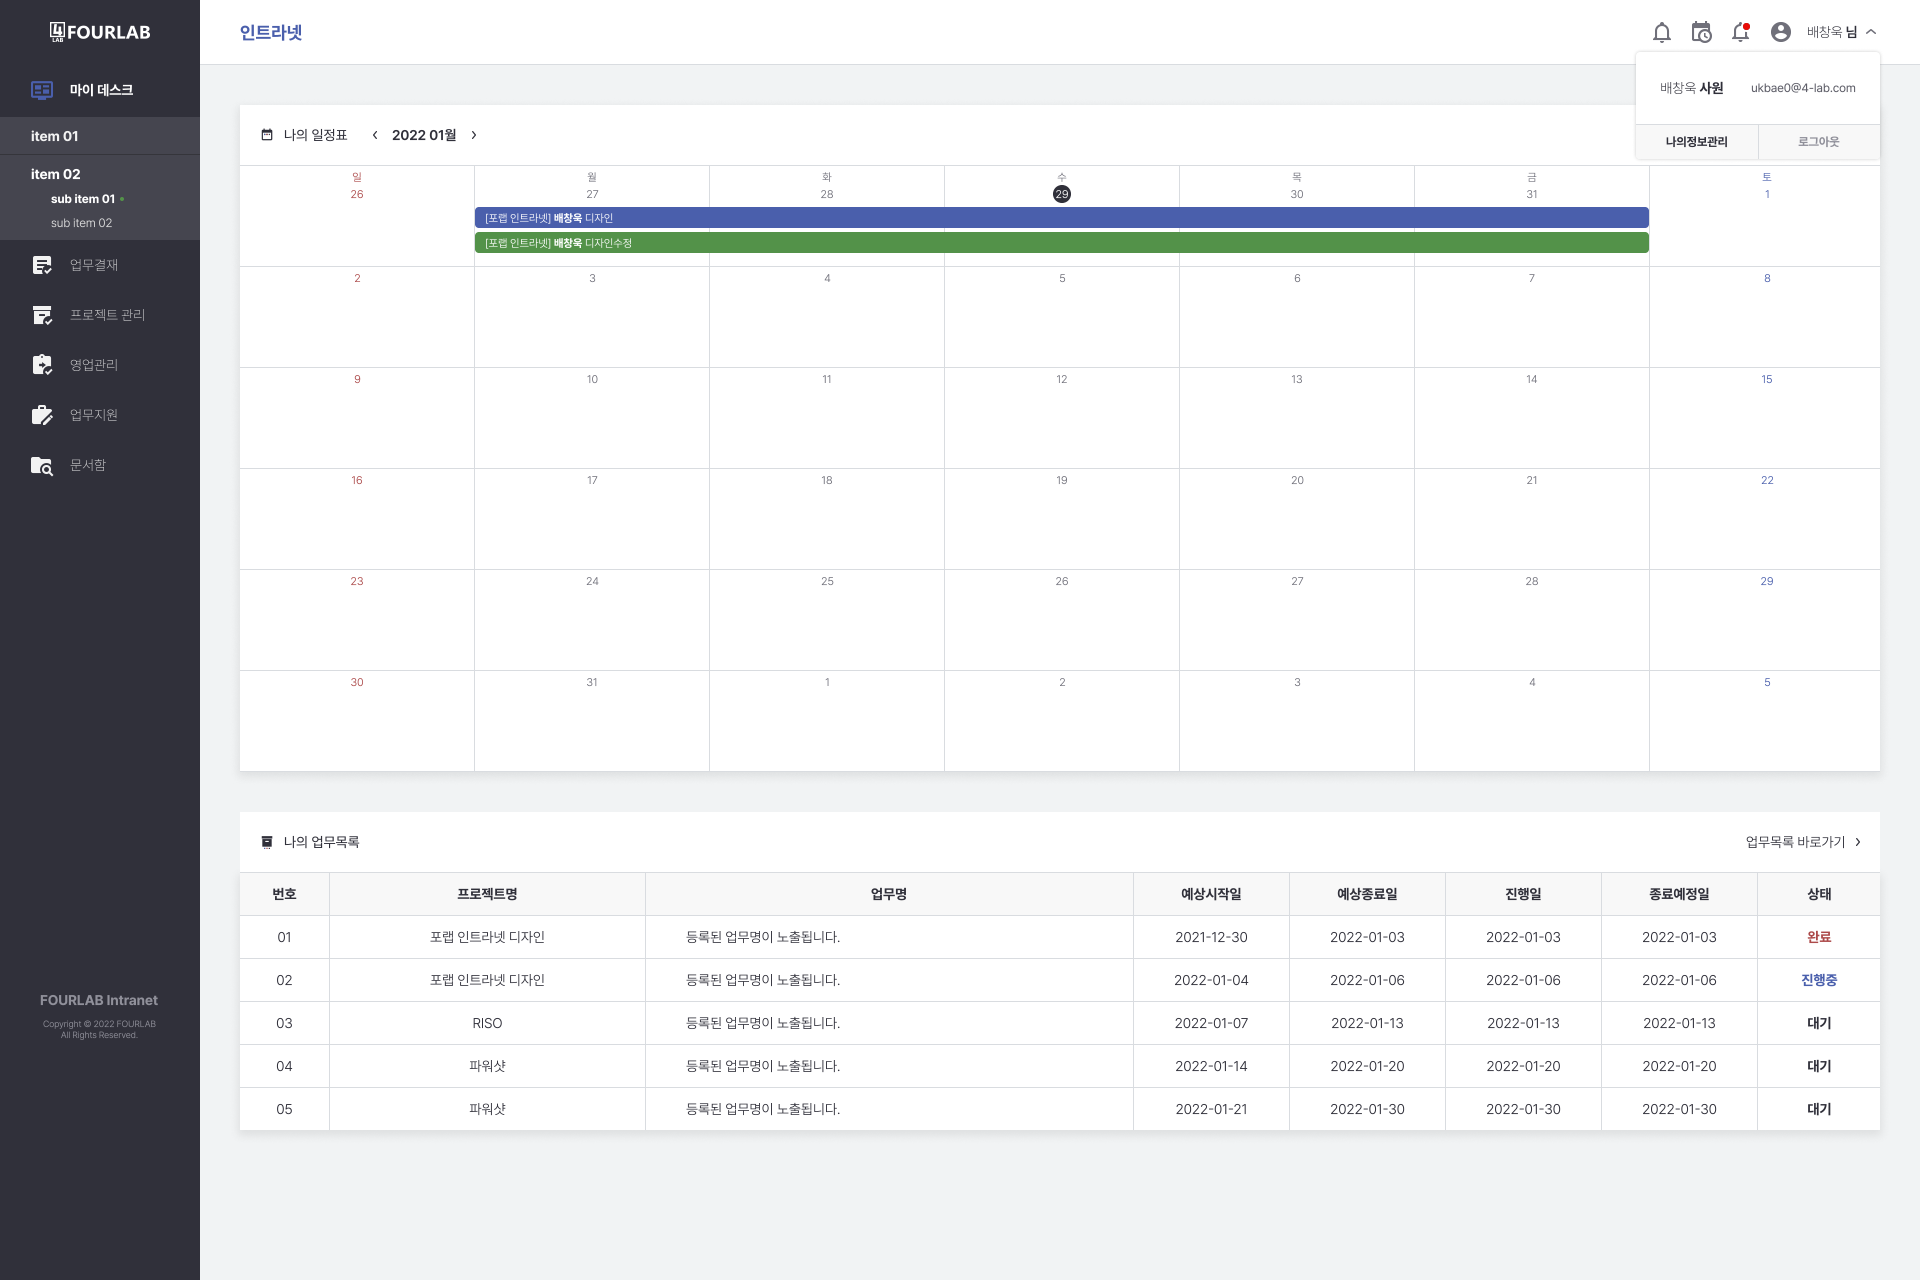 4 LAB FOURLAB
마이 데스크
item 01
item 02
sub item 01
sub item 02
업무결재
프로젝트 관리
영업관리
업무지원
문서함
FOURLAB Intranet
Copyright © 2022 FOURLAB
All Rights Reserved.
인트라넷
배창욱 님
배창욱 사원 ukbae0@4-lab.com
나의정보관리 로그아웃
나의 일정표 2022 01월
일 월 화 수 목 금 토
26 27 28 29 30 31 1
[포랩 인트라넷] 배창욱 디자인
[포랩 인트라넷] 배창욱 디자인수정
2 3 4 5 6 7 8
9 10 11 12 13 14 15
16 17 18 19 20 21 22
23 24 25 26 27 28 29
30 31 1 2 3 4 5
나의 업무목록 업무목록 바로가기
번호 프로젝트명 업무명 예상시작일 예상종료일 진행일 종료예정일 상태
01 포랩 인트라넷 디자인 등록된 업무명이 노출됩니다. 2021-12-30 2022-01-03 2022-01-03 2022-01-03 완료
02 포랩 인트라넷 디자인 등록된 업무명이 노출됩니다. 2022-01-04 2022-01-06 2022-01-06 2022-01-06 진행중
03 RISO 등록된 업무명이 노출됩니다. 2022-01-07 2022-01-13 2022-01-13 2022-01-13 대기
04 파워샷 등록된 업무명이 노출됩니다. 2022-01-14 2022-01-20 2022-01-20 2022-01-20 대기
05 파워샷 등록된 업무명이 노출됩니다. 2022-01-21 2022-01-30 2022-01-30 2022-01-30 대기